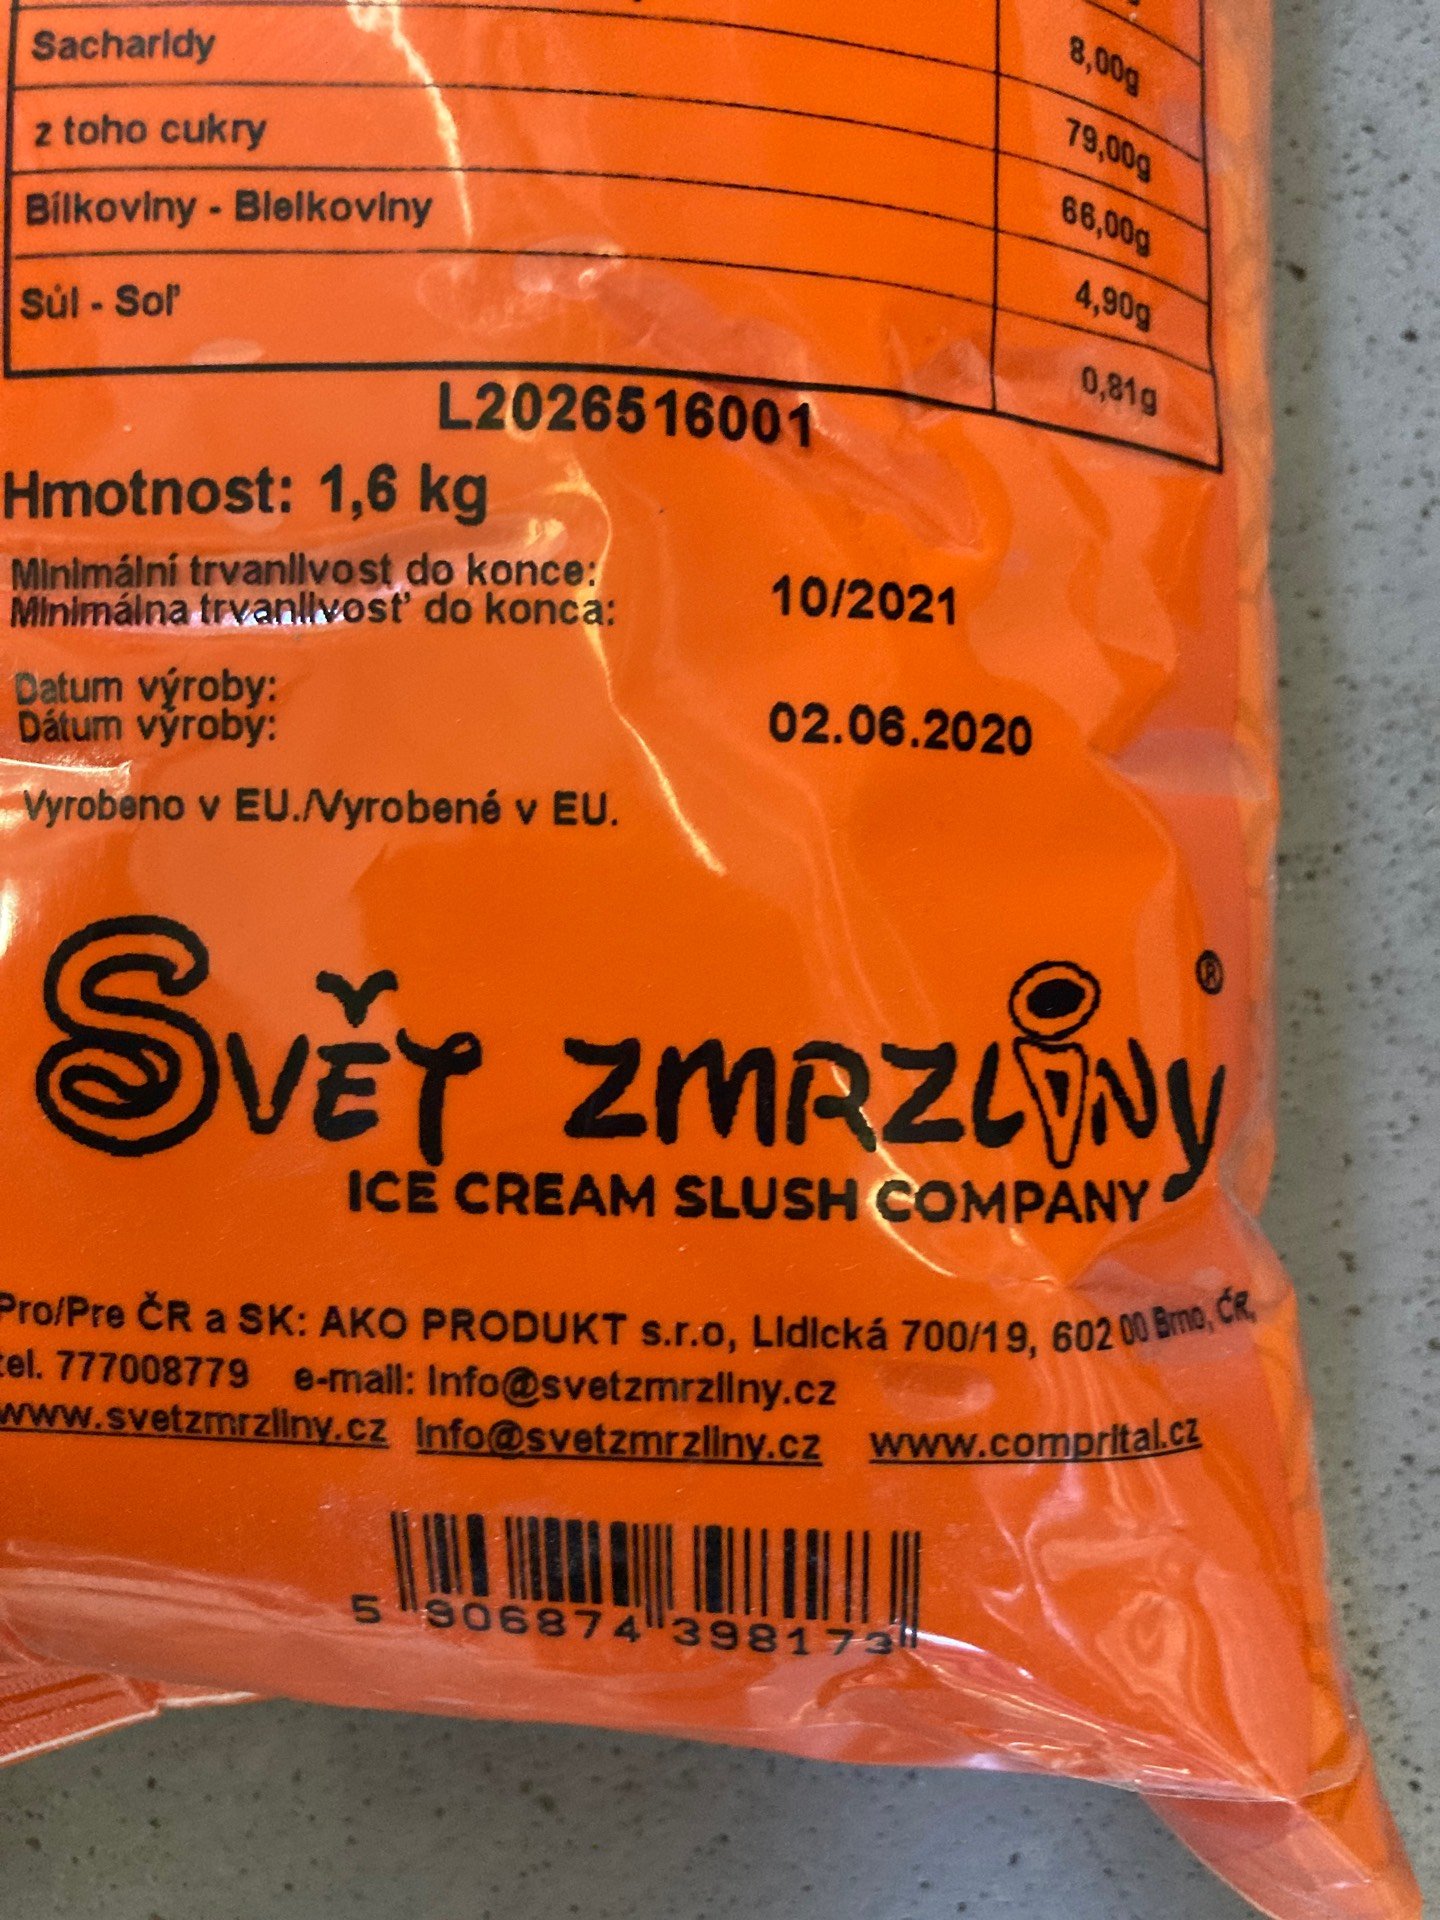 Sacharidy
8,00g
z toho cukry
79,00g
Bílkoviny - Bielkoviny
66,00g
Sůl - Soľ
4,90g
0,81g
L2026516001
Hmotnost: 1,6 kg
Minimální trvanlivost do konce:
Minimálna trvanlivosť do konca:
10/2021
Datum výroby:
Dátum výroby:
02.06.2020
Vyrobeno v EU./Vyrobené v EU.
SVĚT ZMRZLINY ®
ICE CREAM SLUSH COMPANY
Pro/Pre ČR a SK: AKO PRODUKT s.r.o, Lidická 700/19, 602 00 Brno, ČR,
tel. 777008779 e-mail: info@svetzmrzliny.cz
www.svetzmrzliny.cz info@svetzmrzliny.cz www.comprital.cz
5 906874 398173